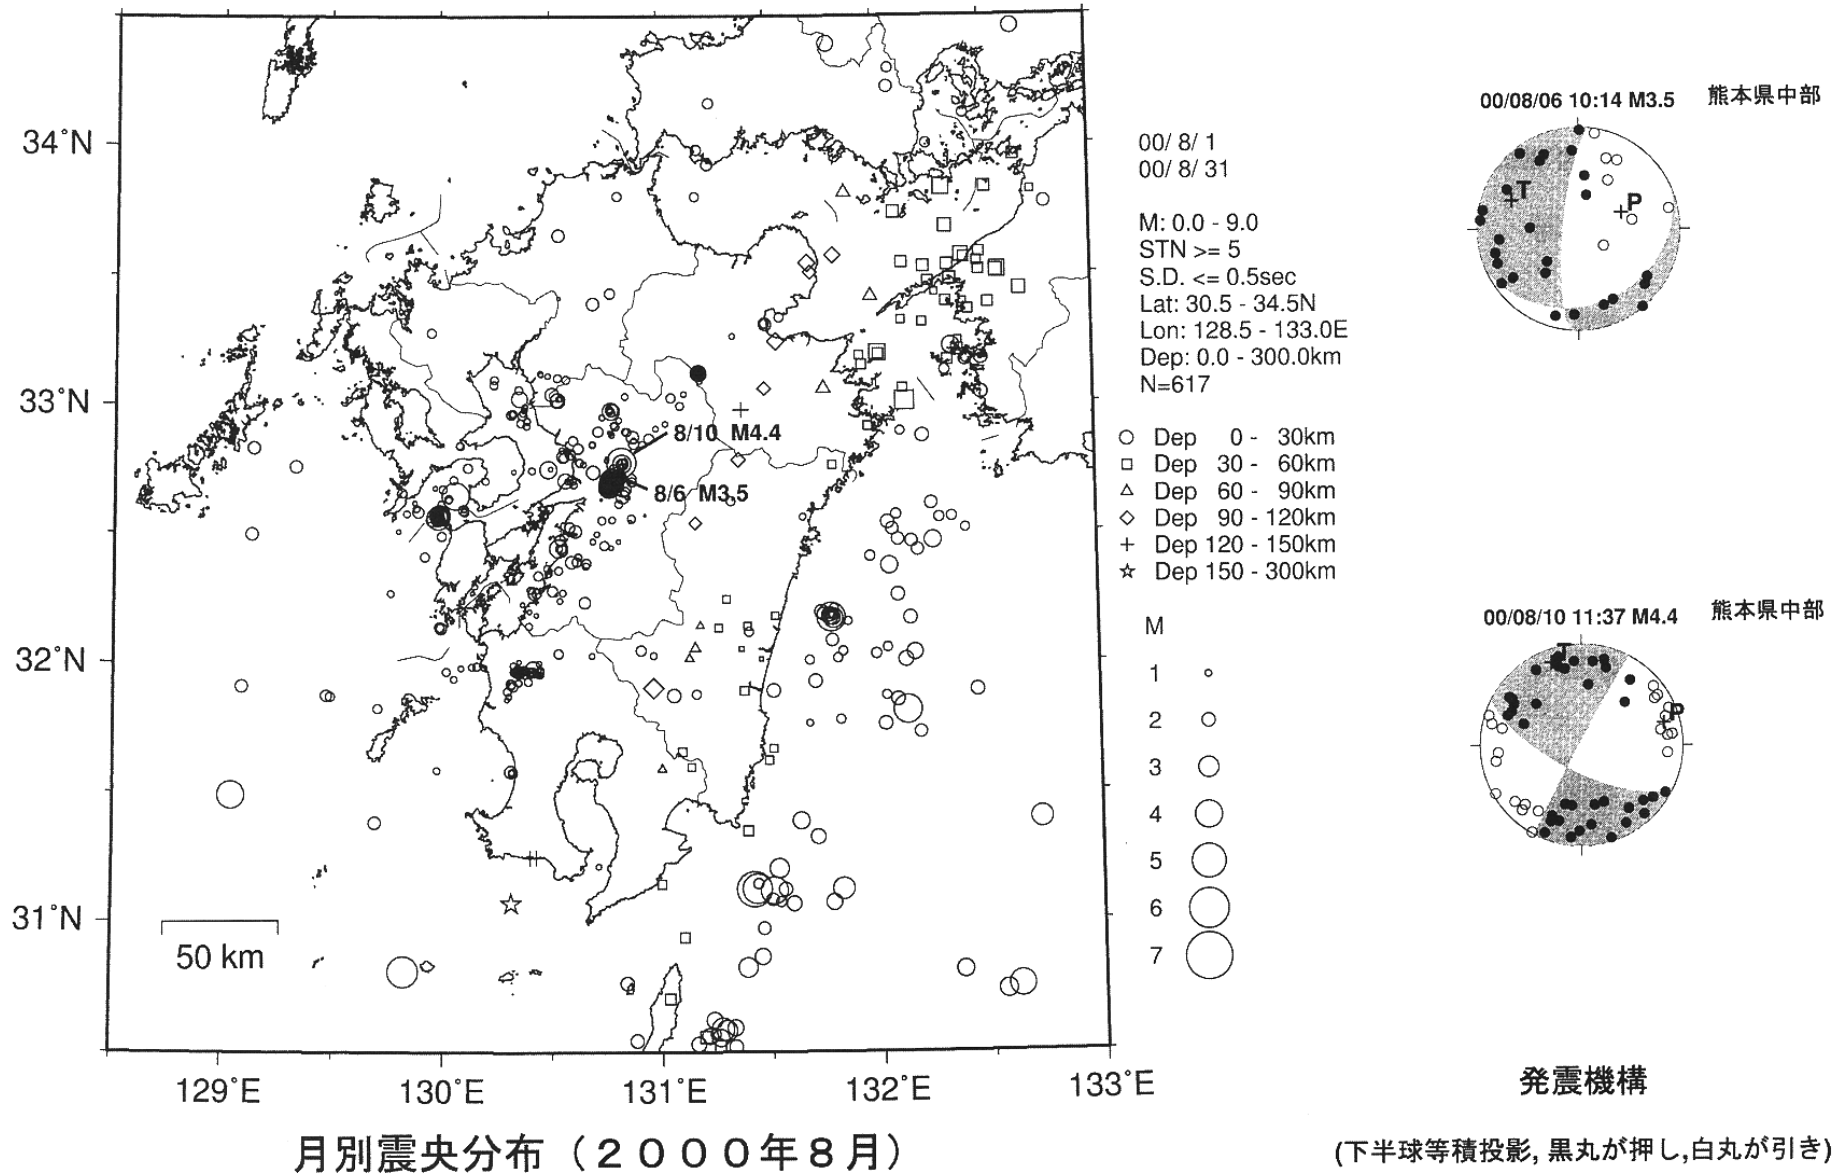 34°N
33°N
32°N
31°N
50 km
129°E
130°E
131°E
132°E
133°E
8/10 M4.4
8/6 M3.5
月別震央分布（２０００年８月）
00/ 8/ 1
00/ 8/ 31
M: 0.0 - 9.0
STN >= 5
S.D. <= 0.5sec
Lat: 30.5 - 34.5N
Lon: 128.5 - 133.0E
Dep: 0.0 - 300.0km
N=617
Dep 0 - 30km
Dep 30 - 60km
Dep 60 - 90km
Dep 90 - 120km
Dep 120 - 150km
Dep 150 - 300km
M
1
2
3
4
5
6
7
00/08/06 10:14 M3.5 熊本県中部
T
P
00/08/10 11:37 M4.4 熊本県中部
T
P
発震機構
(下半球等積投影, 黒丸が押し,白丸が引き)